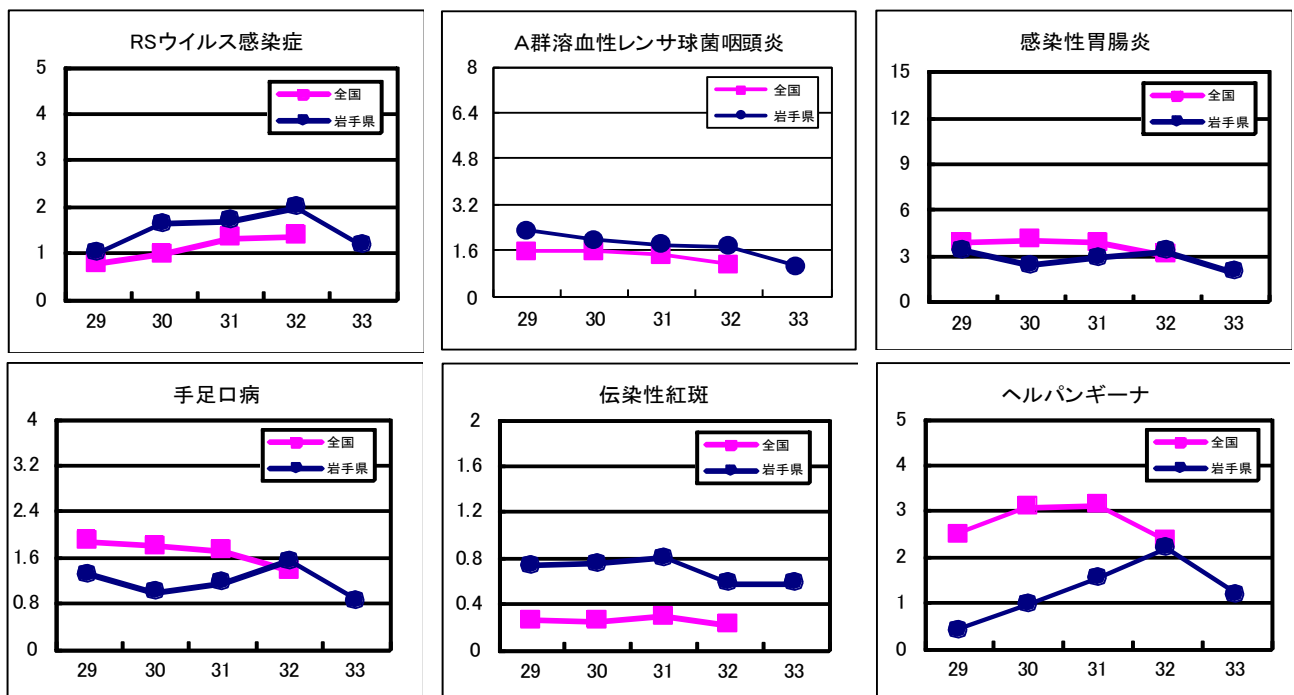 RSウイルス感染症
5
4
3
2
1
0
全国
岩手県
29 30 31 32 33
A群溶血性レンサ球菌咽頭炎
8
6.4
4.8
3.2
1.6
0
全国
岩手県
29 30 31 32 33
感染性胃腸炎
15
12
9
6
3
0
全国
岩手県
29 30 31 32 33
手足口病
4
3.2
2.4
1.6
0.8
0
全国
岩手県
29 30 31 32 33
伝染性紅斑
2
1.6
1.2
0.8
0.4
0
全国
岩手県
29 30 31 32 33
ヘルパンギーナ
5
4
3
2
1
0
全国
岩手県
29 30 31 32 33